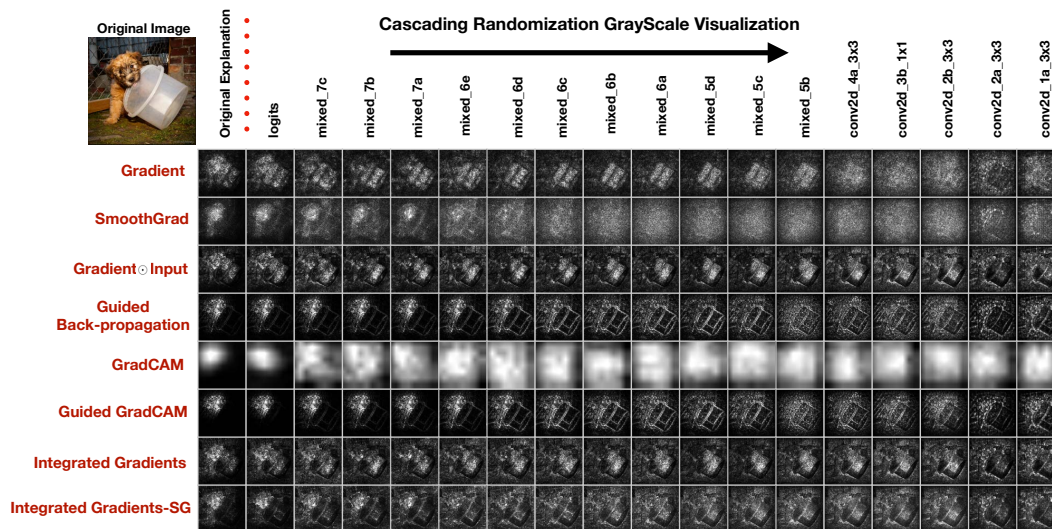 Cascading Randomization GrayScale Visualization
Original Image
Original Explanation
logits
mixed_7c
mixed_7b
mixed_7a
mixed_6e
mixed_6d
mixed_6c
mixed_6b
mixed_6a
mixed_5d
mixed_5c
mixed_5b
conv2d_4a_3x3
conv2d_3b_1x1
conv2d_2b_3x3
conv2d_2a_3x3
conv2d_1a_3x3
Gradient
SmoothGrad
Gradient⊙Input
Guided
Back-propagation
GradCAM
Guided GradCAM
Integrated Gradients
Integrated Gradients-SG